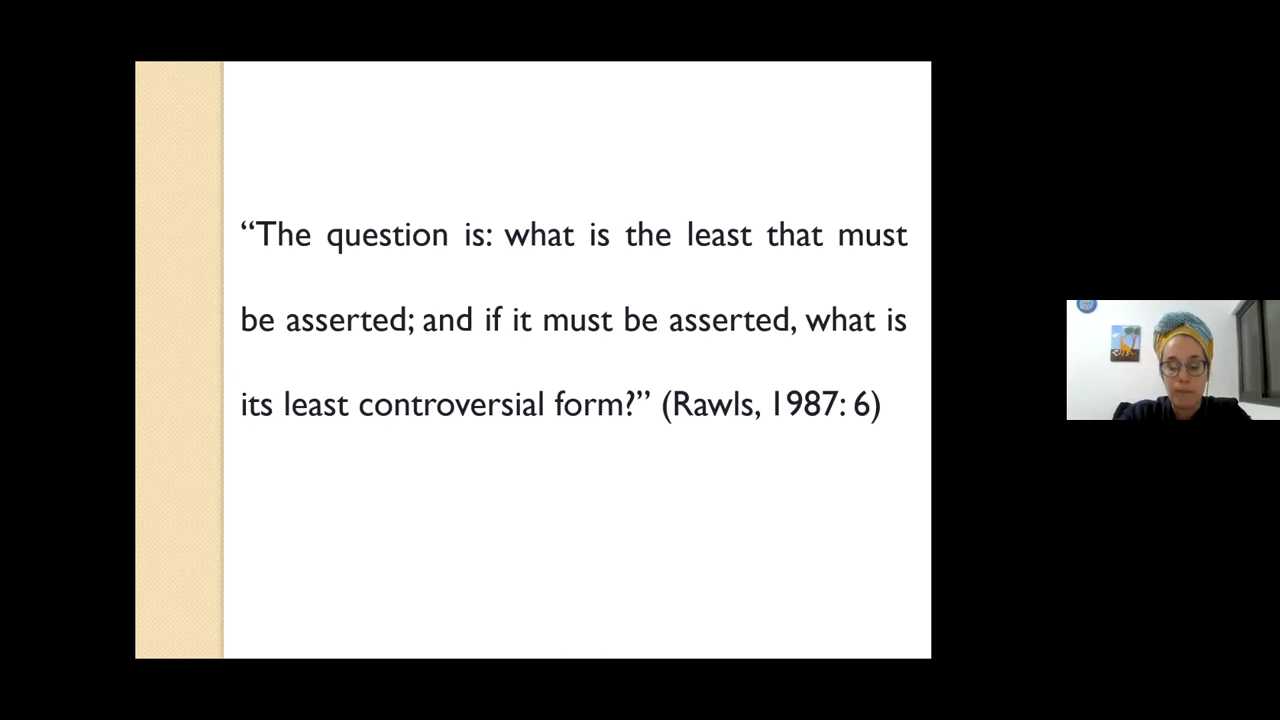 “The question is: what is the least that must
be asserted; and if it must be asserted, what is
its least controversial form?” (Rawls, 1987: 6)